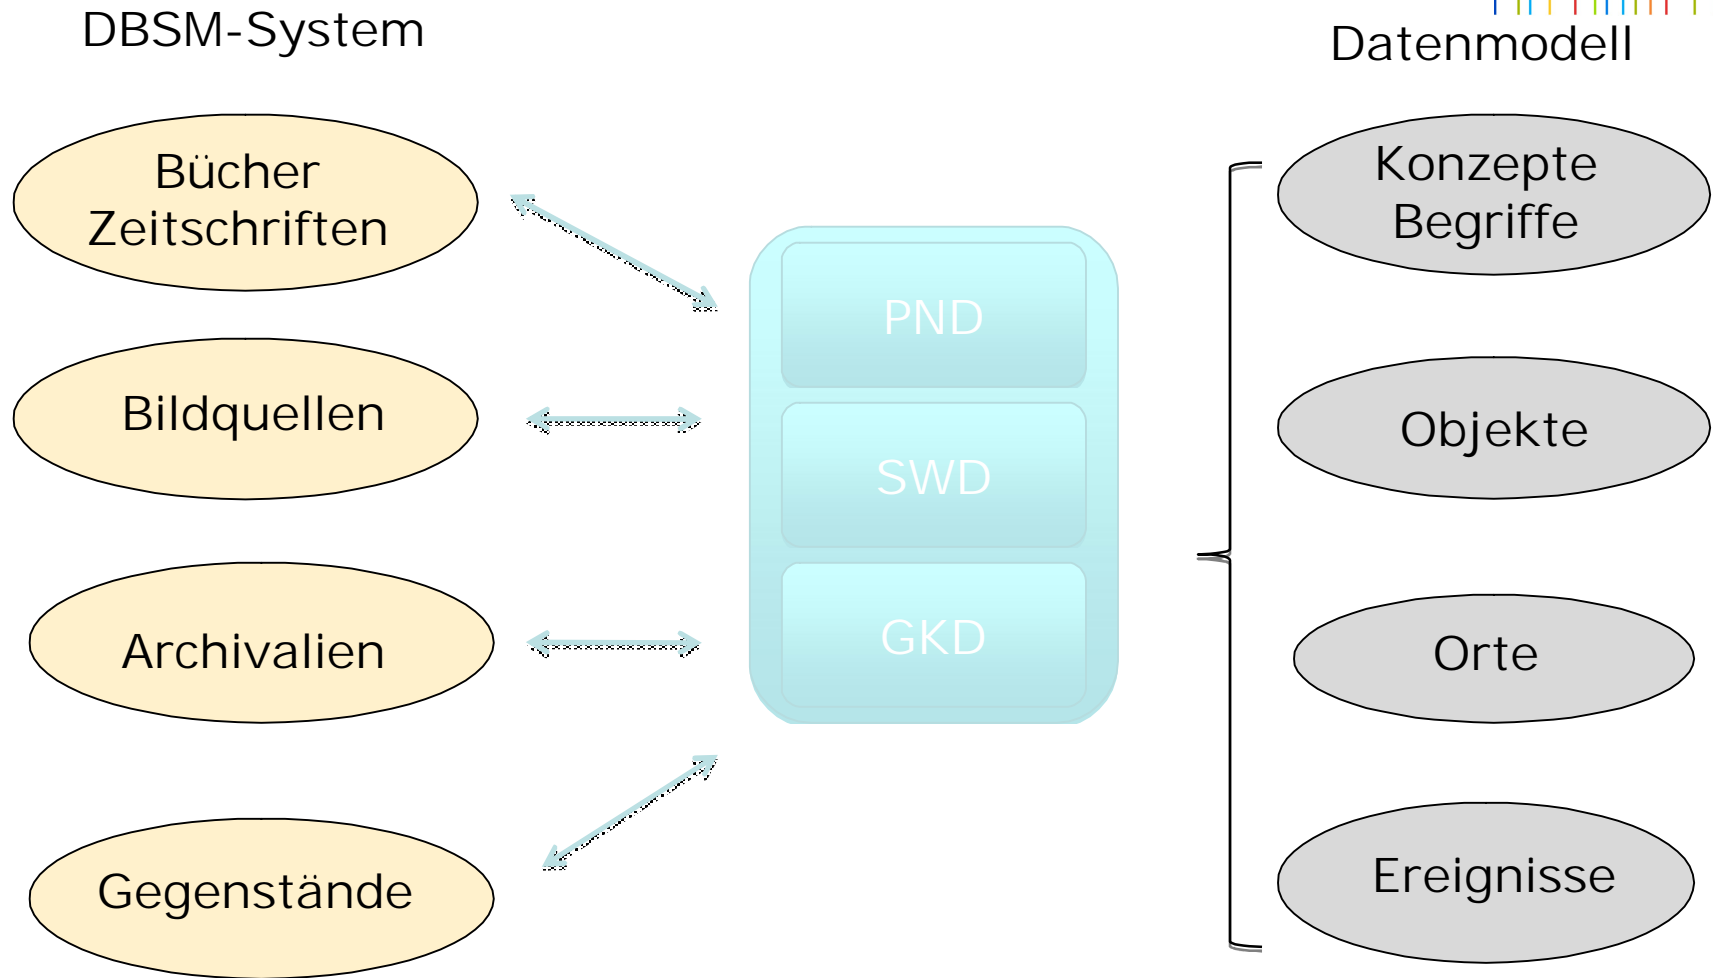 DBSM-System
Datenmodell
Bücher
Zeitschriften
Bildquellen
Archivalien
Gegenstände
PND
SWD
GKD
Konzepte
Begriffe
Objekte
Orte
Ereignisse